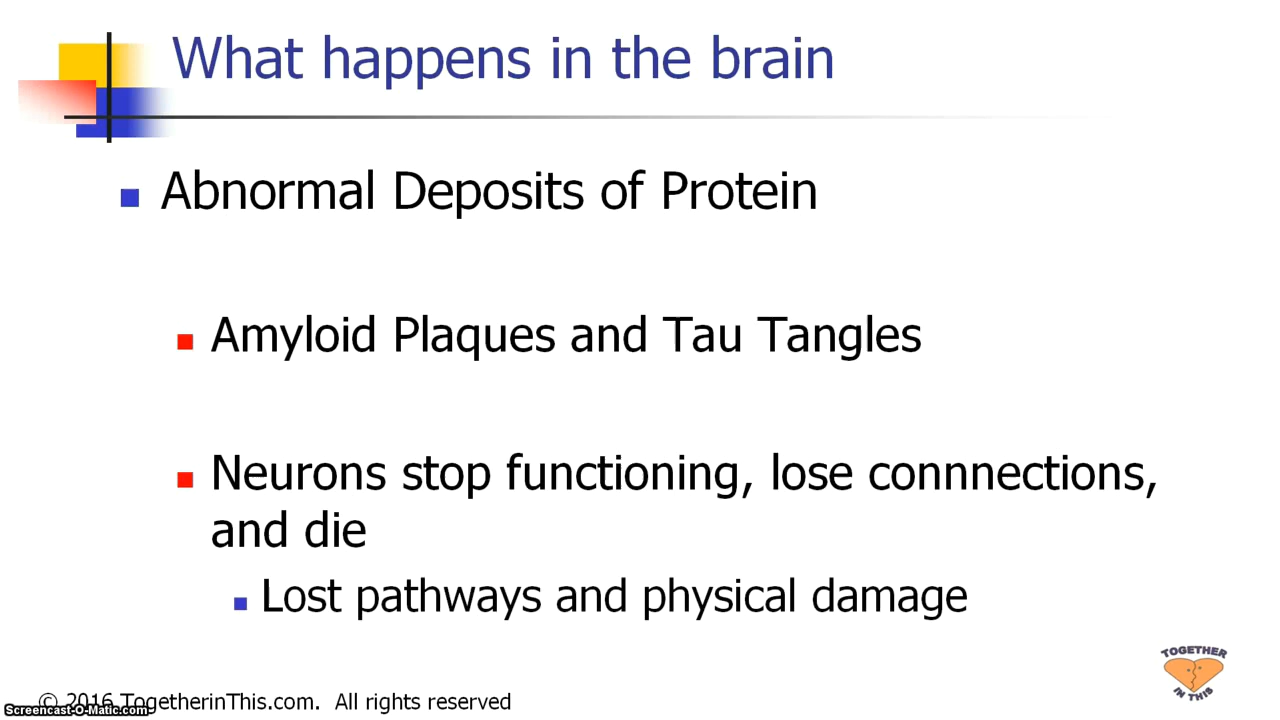 What happens in the brain
Abnormal Deposits of Protein
Amyloid Plaques and Tau Tangles
Neurons stop functioning, lose connnections,
and die
Lost pathways and physical damage
TOGETHER
IN THIS
© 2016 TogetherinThis.com. All rights reserved
Screencast-O-Matic.com